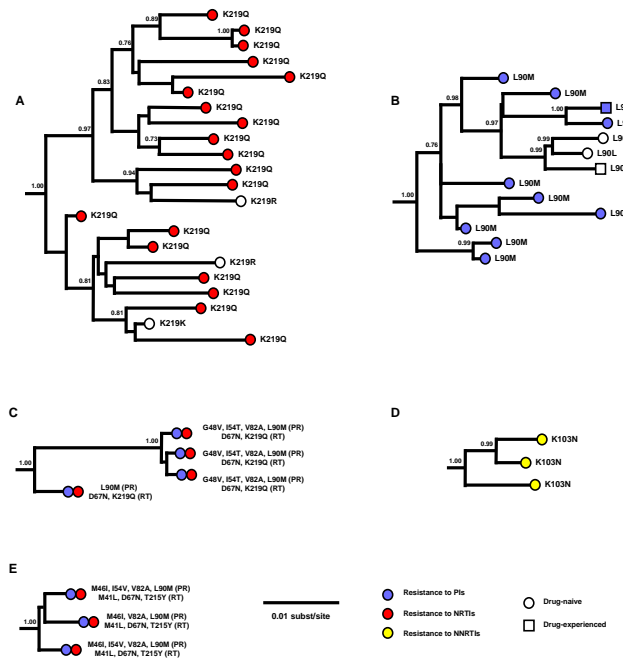 A
0.89
K219Q
K219Q
1.00
K219Q
0.76
K219Q
0.83
K219Q
K219Q
K219Q
K219Q
0.97
0.73
K219Q
K219Q
K219Q
0.94
K219Q
K219R
1.00
K219Q
K219Q
K219Q
K219R
0.81
K219Q
K219Q
K219Q
0.81
K219K
K219Q
B
L90M
0.98
L90M
1.00
0.97
0.99
0.99
L90L
0.76
L90M
L90M
1.00
L90M
0.99
L90M
L90M
C
G48V, I54T, V82A, L90M (PR)
D67N, K219Q (RT)
1.00
G48V, I54T, V82A, L90M (PR)
D67N, K219Q (RT)
G48V, I54T, V82A, L90M (PR)
D67N, K219Q (RT)
1.00
L90M (PR)
D67N, K219Q (RT)
D
K103N
0.99
1.00
K103N
K103N
E
M46I, I54V, V82A, L90M (PR)
M41L, D67N, T215Y (RT)
1.00
M46I, V82A, L90M (PR)
M41L, D67N, T215Y (RT)
M46I, I54V, V82A, L90M (PR)
M41L, D67N, T215Y (RT)
0.01 subst/site
Resistance to PIs
Resistance to NRTIs
Resistance to NNRTIs
Drug-naive
Drug-experienced